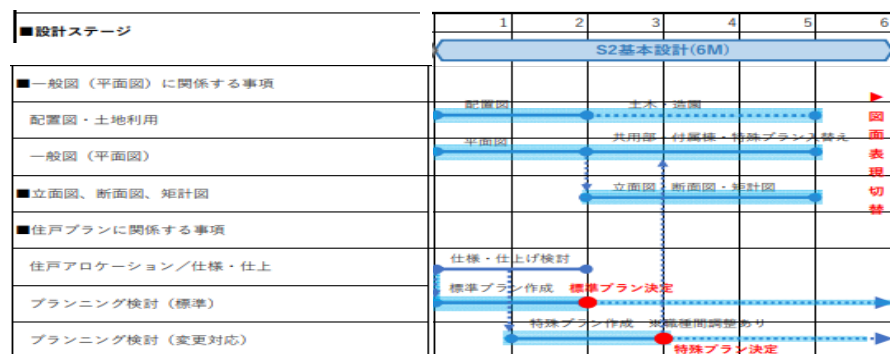 1 2 3 4 5 6
■設計ステージ
S2基本設計(6M)
■一般図（平面図）に関係する事項
配置図・土地利用
配置図 土木・造園
一般図（平面図）
平面図 共用部・付属棟・特殊プラン入替え
■立面図、断面図、矩計図
立面図・断面図・矩計図
■住戸プランに関係する事項
住戸アロケーション／仕様・仕上
仕様・仕上げ検討
プランニング検討（標準）
標準プラン作成 標準プラン決定
プランニング検討（変更対応）
特殊プラン作成 ※職種間調整あり
特殊プラン決定
▶図面表現切替